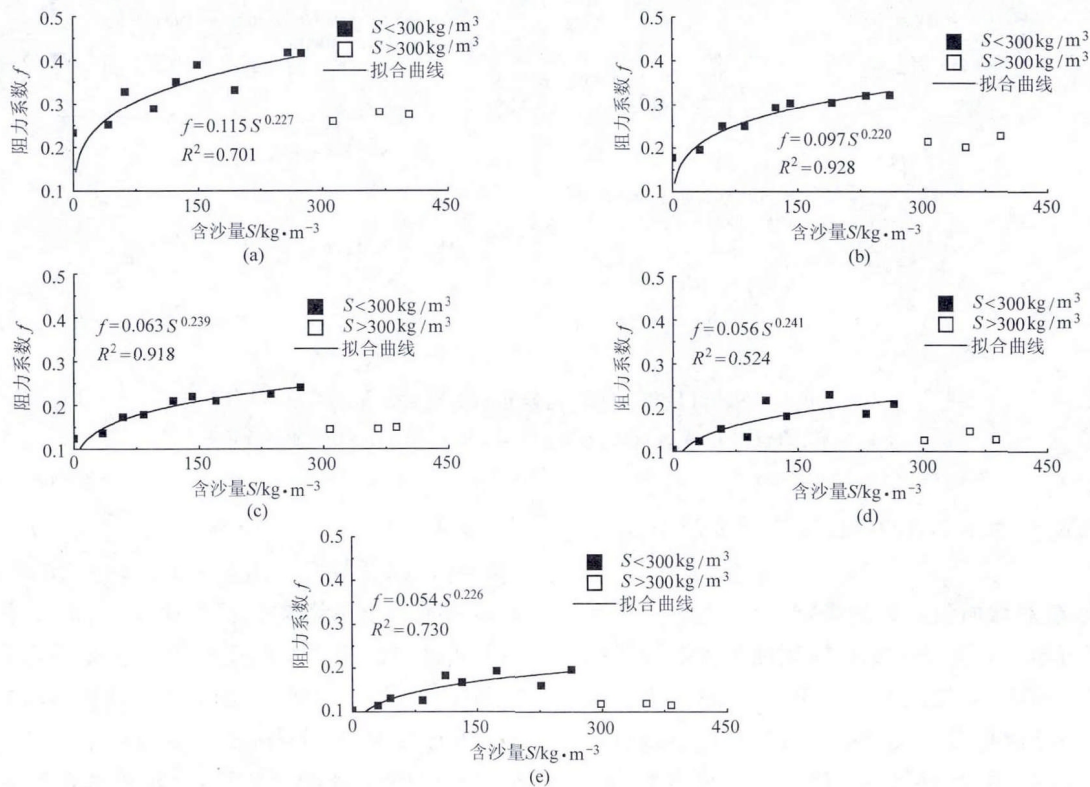 0.5
0.4
0.3
0.2
0.1
阻力系数 f
S<300kg/m³
S>300kg/m³
拟合曲线
f=0.115 S^0.227
R²=0.701
0 150 300 450
含沙量S/kg·m⁻³
(a)
0.5
0.4
0.3
0.2
0.1
阻力系数 f
S<300kg/m³
S>300kg/m³
拟合曲线
f=0.097 S^0.220
R²=0.928
0 150 300 450
含沙量S/kg·m⁻³
(b)
0.5
0.4
0.3
0.2
0.1
阻力系数 f
S<300kg/m³
S>300kg/m³
拟合曲线
f=0.063 S^0.239
R²=0.918
0 150 300 450
含沙量S/kg·m⁻³
(c)
0.5
0.4
0.3
0.2
0.1
阻力系数 f
S<300kg/m³
S>300kg/m³
拟合曲线
f=0.056 S^0.241
R²=0.524
0 150 300 450
含沙量S/kg·m⁻³
(d)
0.5
0.4
0.3
0.2
0.1
阻力系数 f
S<300kg/m³
S>300kg/m³
拟合曲线
f=0.054 S^0.226
R²=0.730
0 150 300 450
含沙量S/kg·m⁻³
(e)